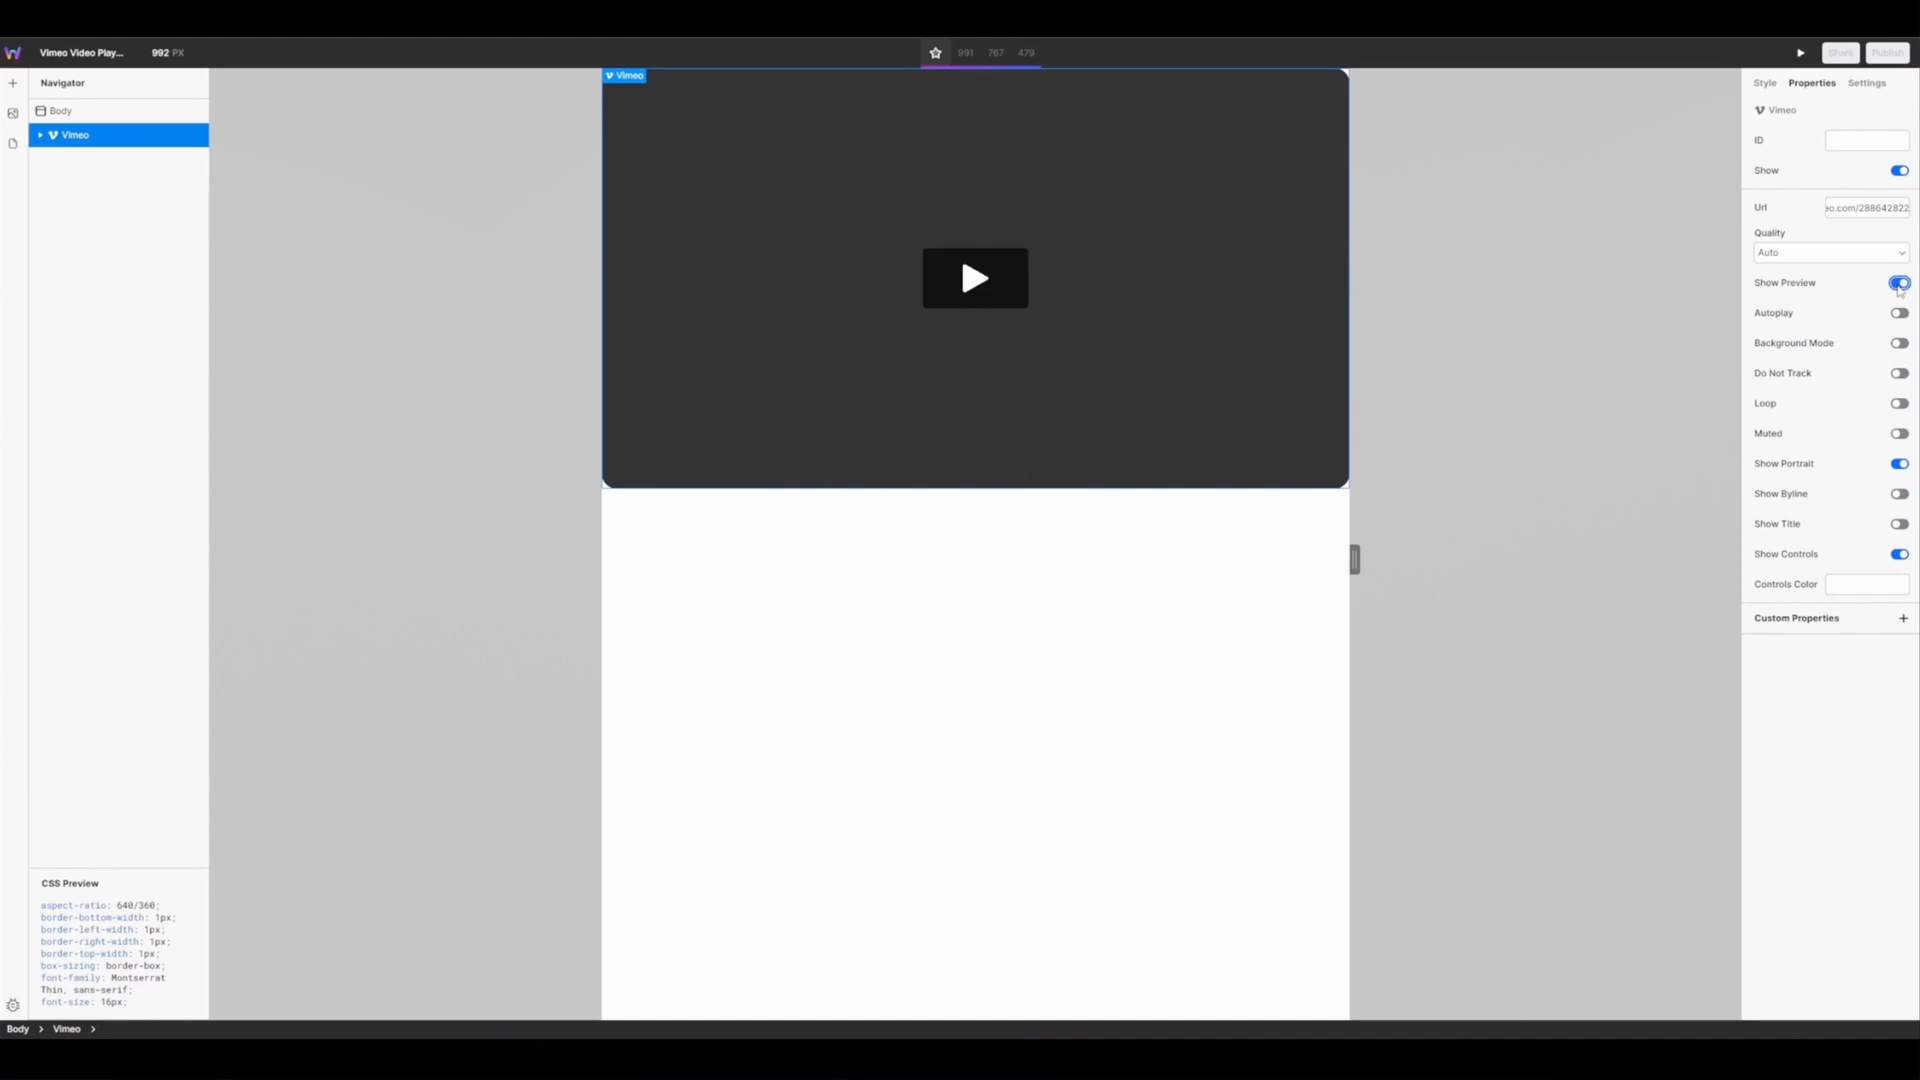 Vimeo Video Play... 992 PX 991 767 479 Share Publish
Navigator
Body
Vimeo
CSS Preview
aspect-ratio: 640/360;
border-bottom-width: 1px;
border-left-width: 1px;
border-right-width: 1px;
border-top-width: 1px;
box-sizing: border-box;
font-family: Montserrat
Thin, sans-serif;
font-size: 16px;
Vimeo
Style Properties Settings
Vimeo
ID
Show
Url eo.com/288642822
Quality
Auto
Show Preview
Autoplay
Background Mode
Do Not Track
Loop
Muted
Show Portrait
Show Byline
Show Title
Show Controls
Controls Color
Custom Properties
Body > Vimeo >